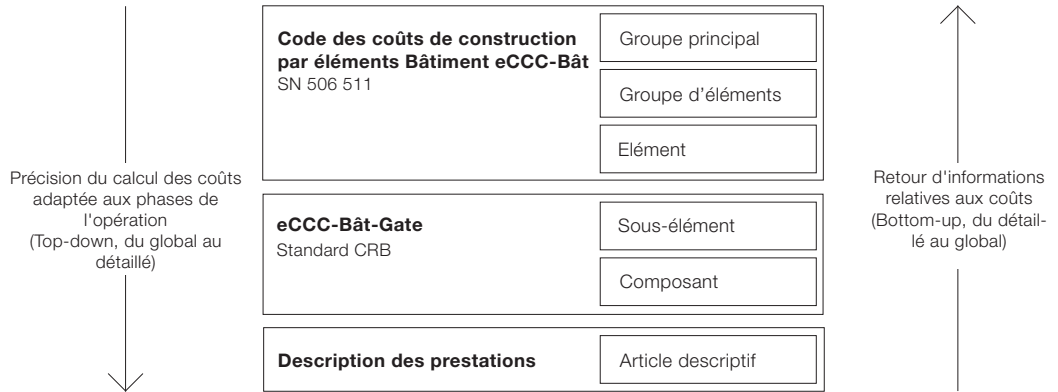 Code des coûts de construction
par éléments Bâtiment eCCC-Bât
SN 506 511
Groupe principal
Groupe d'éléments
Elément
Précision du calcul des coûts
adaptée aux phases de
l'opération
(Top-down, du global au
détaillé)
eCCC-Bât-Gate
Standard CRB
Sous-élément
Composant
Retour d'informations
relatives aux coûts
(Bottom-up, du détail-
lé au global)
Description des prestations
Article descriptif